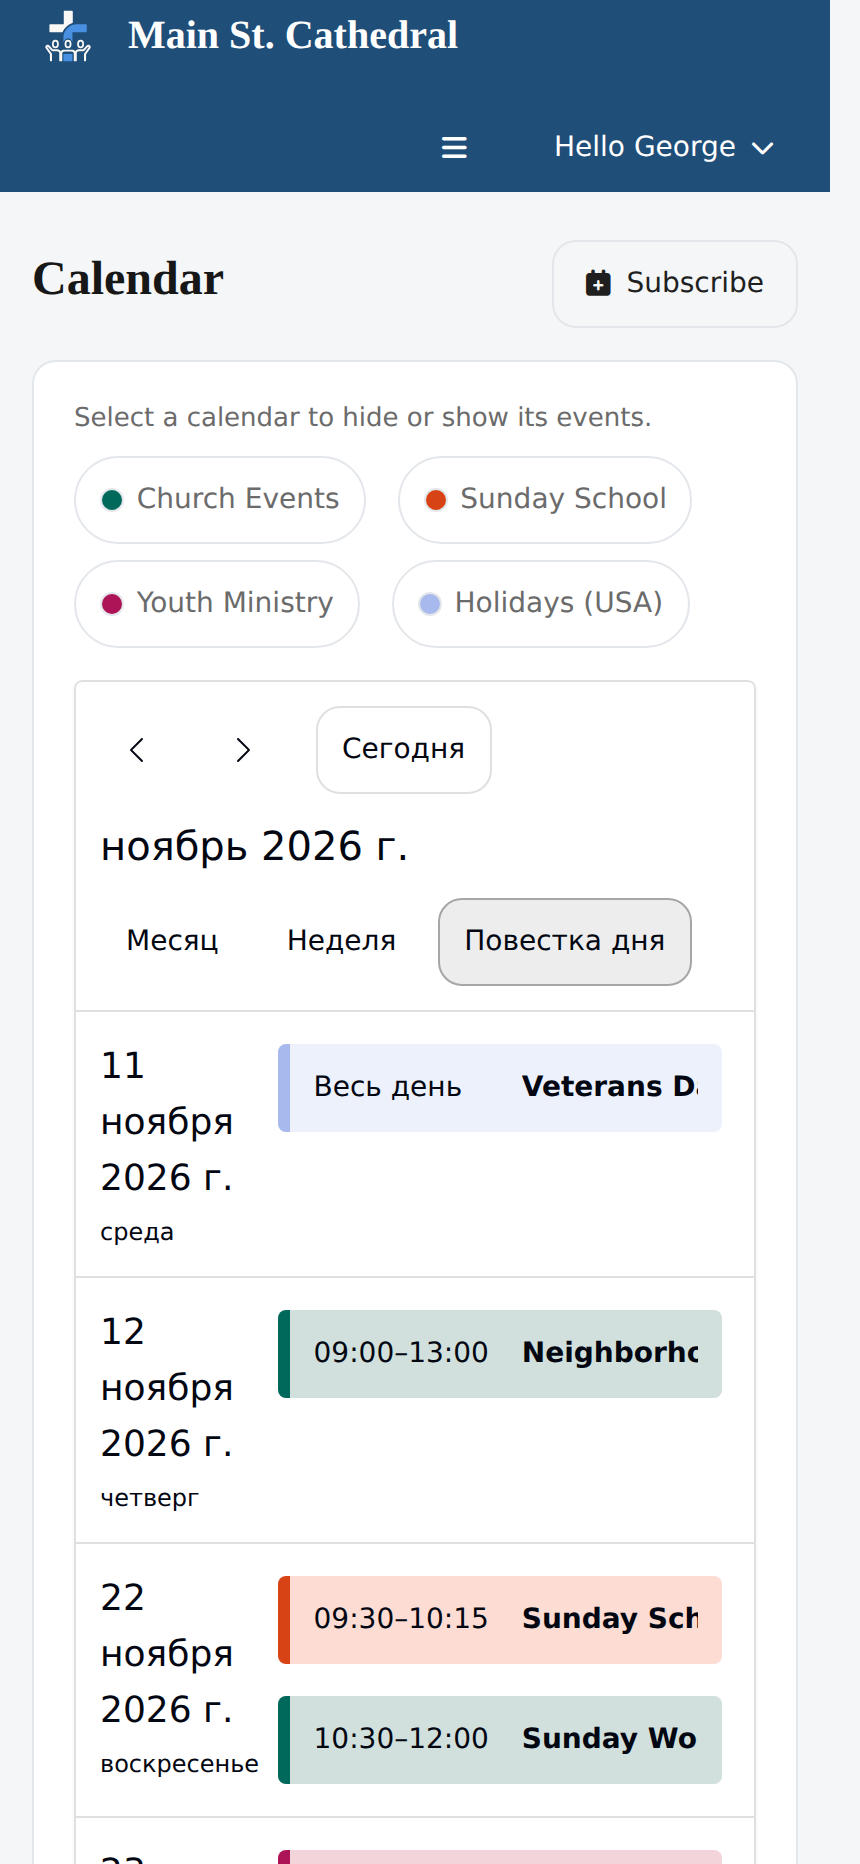 Main St. Cathedral
Hello George
Calendar
Subscribe
Select a calendar to hide or show its events.
Church Events
Sunday School
Youth Ministry
Holidays (USA)
Сегодня
ноябрь 2026 г.
Месяц
Неделя
Повестка дня
11
ноября
2026 г.
среда
Весь день
Veterans
12
ноября
2026 г.
четверг
09:00–13:00
22
ноября
2026 г.
воскресенье
09:30–10:15
Sunday Sch
10:30–12:00
Sunday Wo